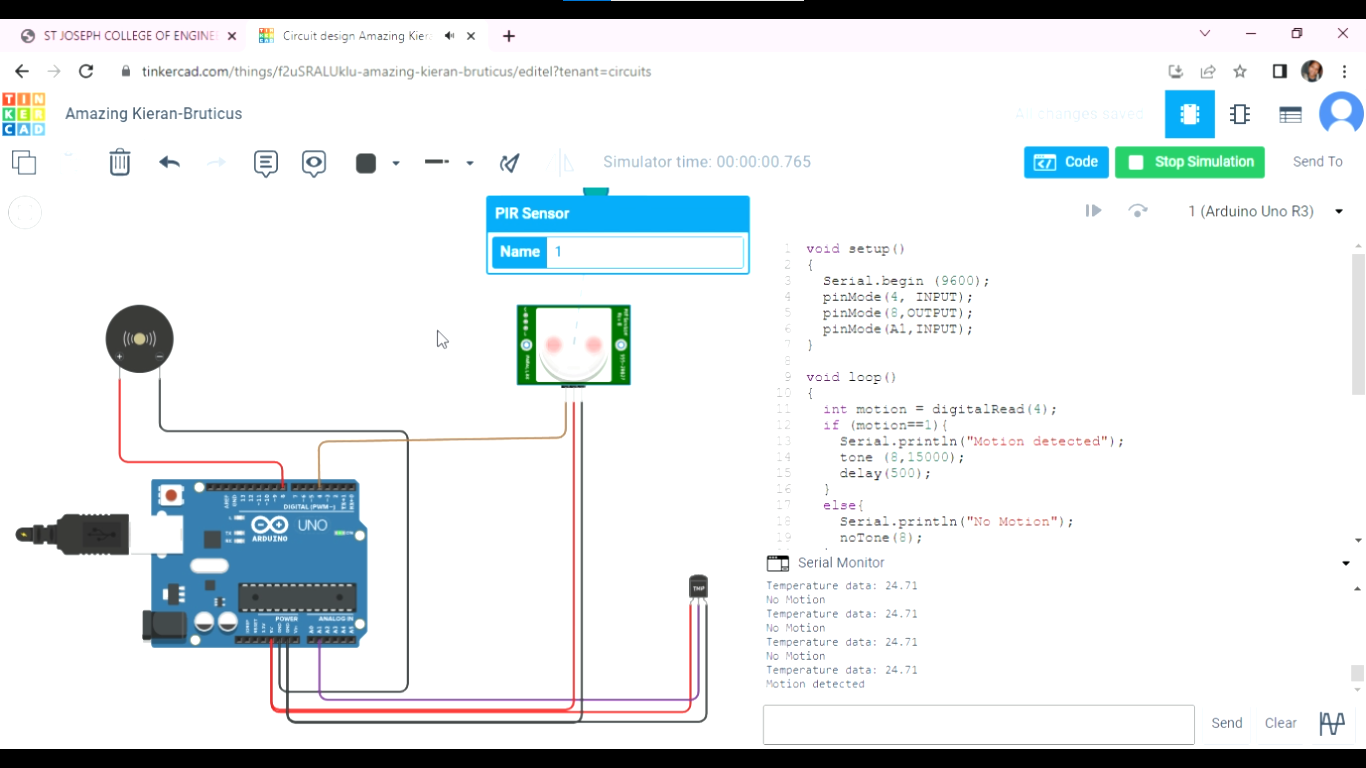 ST JOSEPH COLLEGE OF ENGINE
Circuit design Amazing Kiera
tinkercad.com/things/f2uSRALUklu-amazing-kieran-bruticus/editel?tenant=circuits
TIN
KER
CAD
Amazing Kieran-Bruticus
All changes saved
Simulator time: 00:00:00.765
Code
Stop Simulation
Send To
PIR Sensor
Name 1
1 (Arduino Uno R3)
1 void setup()
2 {
3 Serial.begin (9600);
4 pinMode(4, INPUT);
5 pinMode(8,OUTPUT);
6 pinMode(A1,INPUT);
7 }
8
9 void loop()
10 {
11 int motion = digitalRead(4);
12 if (motion==1){
13 Serial.println("Motion detected");
14 tone (8,15000);
15 delay(500);
16 }
17 else{
18 Serial.println("No Motion");
19 noTone(8);
DIGITAL (PWM~)
UNO
ARDUINO
POWER
ANALOG IN
TMP
Serial Monitor
Temperature data: 24.71
No Motion
Temperature data: 24.71
No Motion
Temperature data: 24.71
No Motion
Temperature data: 24.71
Motion detected
Send
Clear